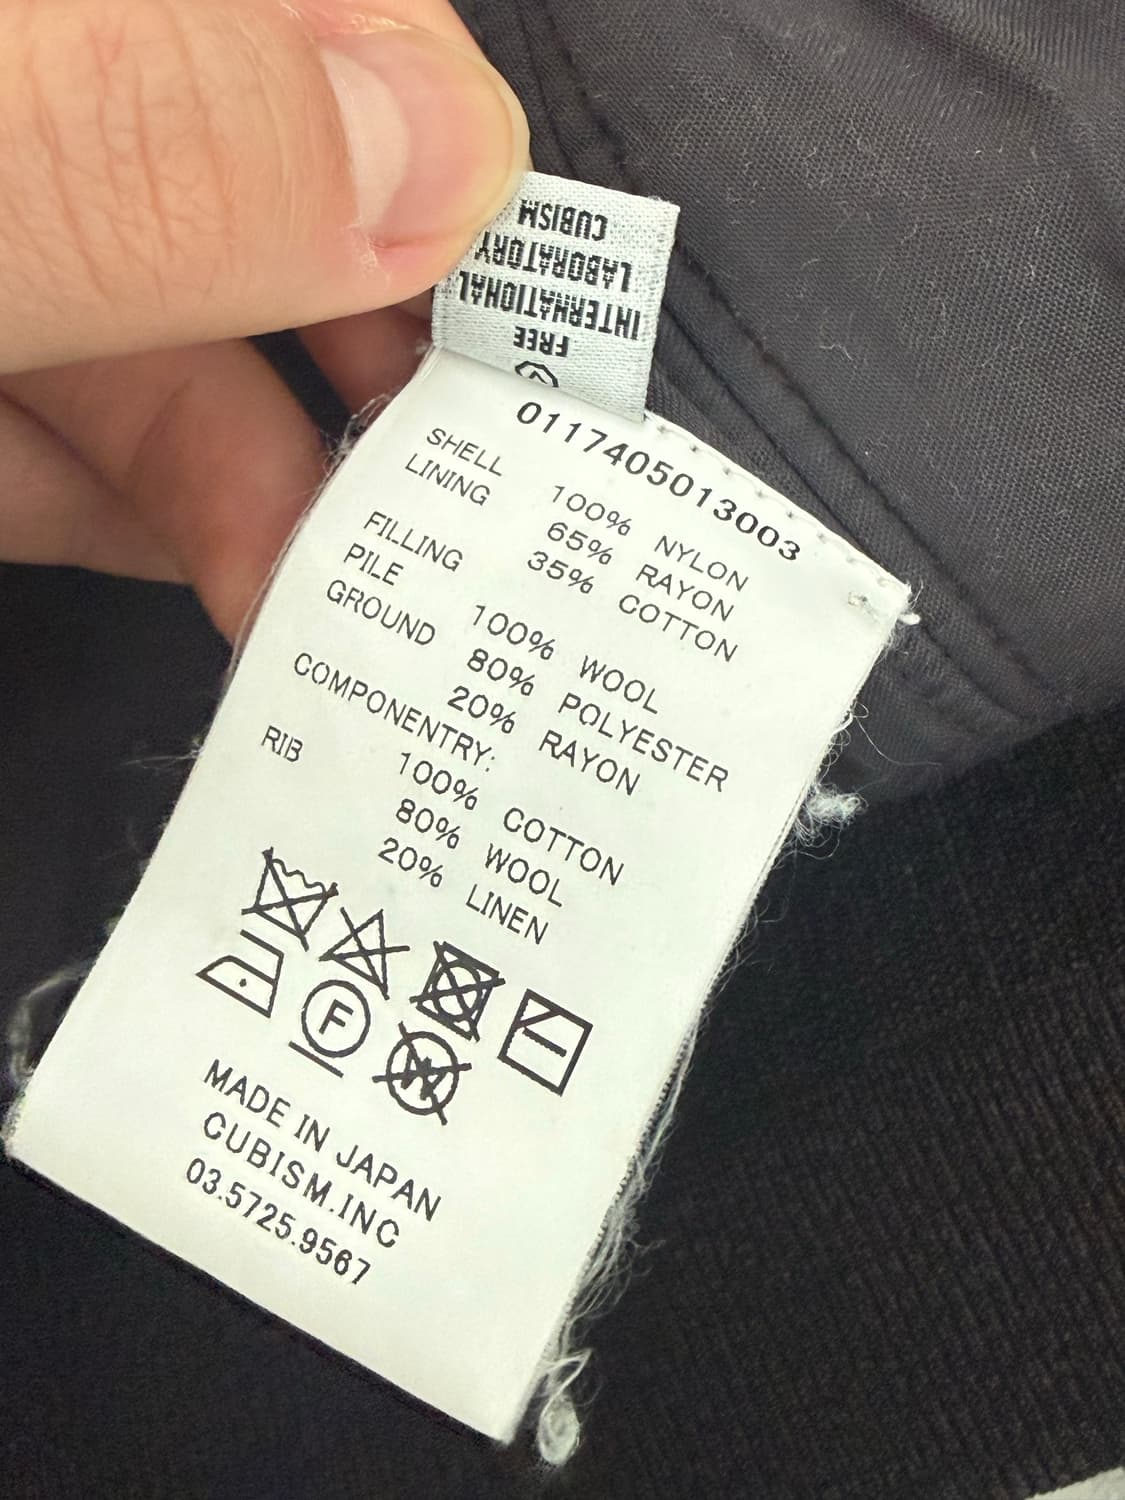 CUBISM
LABORATORY
INTERNATIONAL
FREE
0117405013003
SHELL 100% NYLON
LINING 65% RAYON
35% COTTON
FILLING 100% WOOL
PILE 80% POLYESTER
GROUND 20% RAYON
COMPONENTRY:
100% COTTON
RIB 80% WOOL
20% LINEN
F
W
MADE IN JAPAN
CUBISM.INC
03.5725.9567